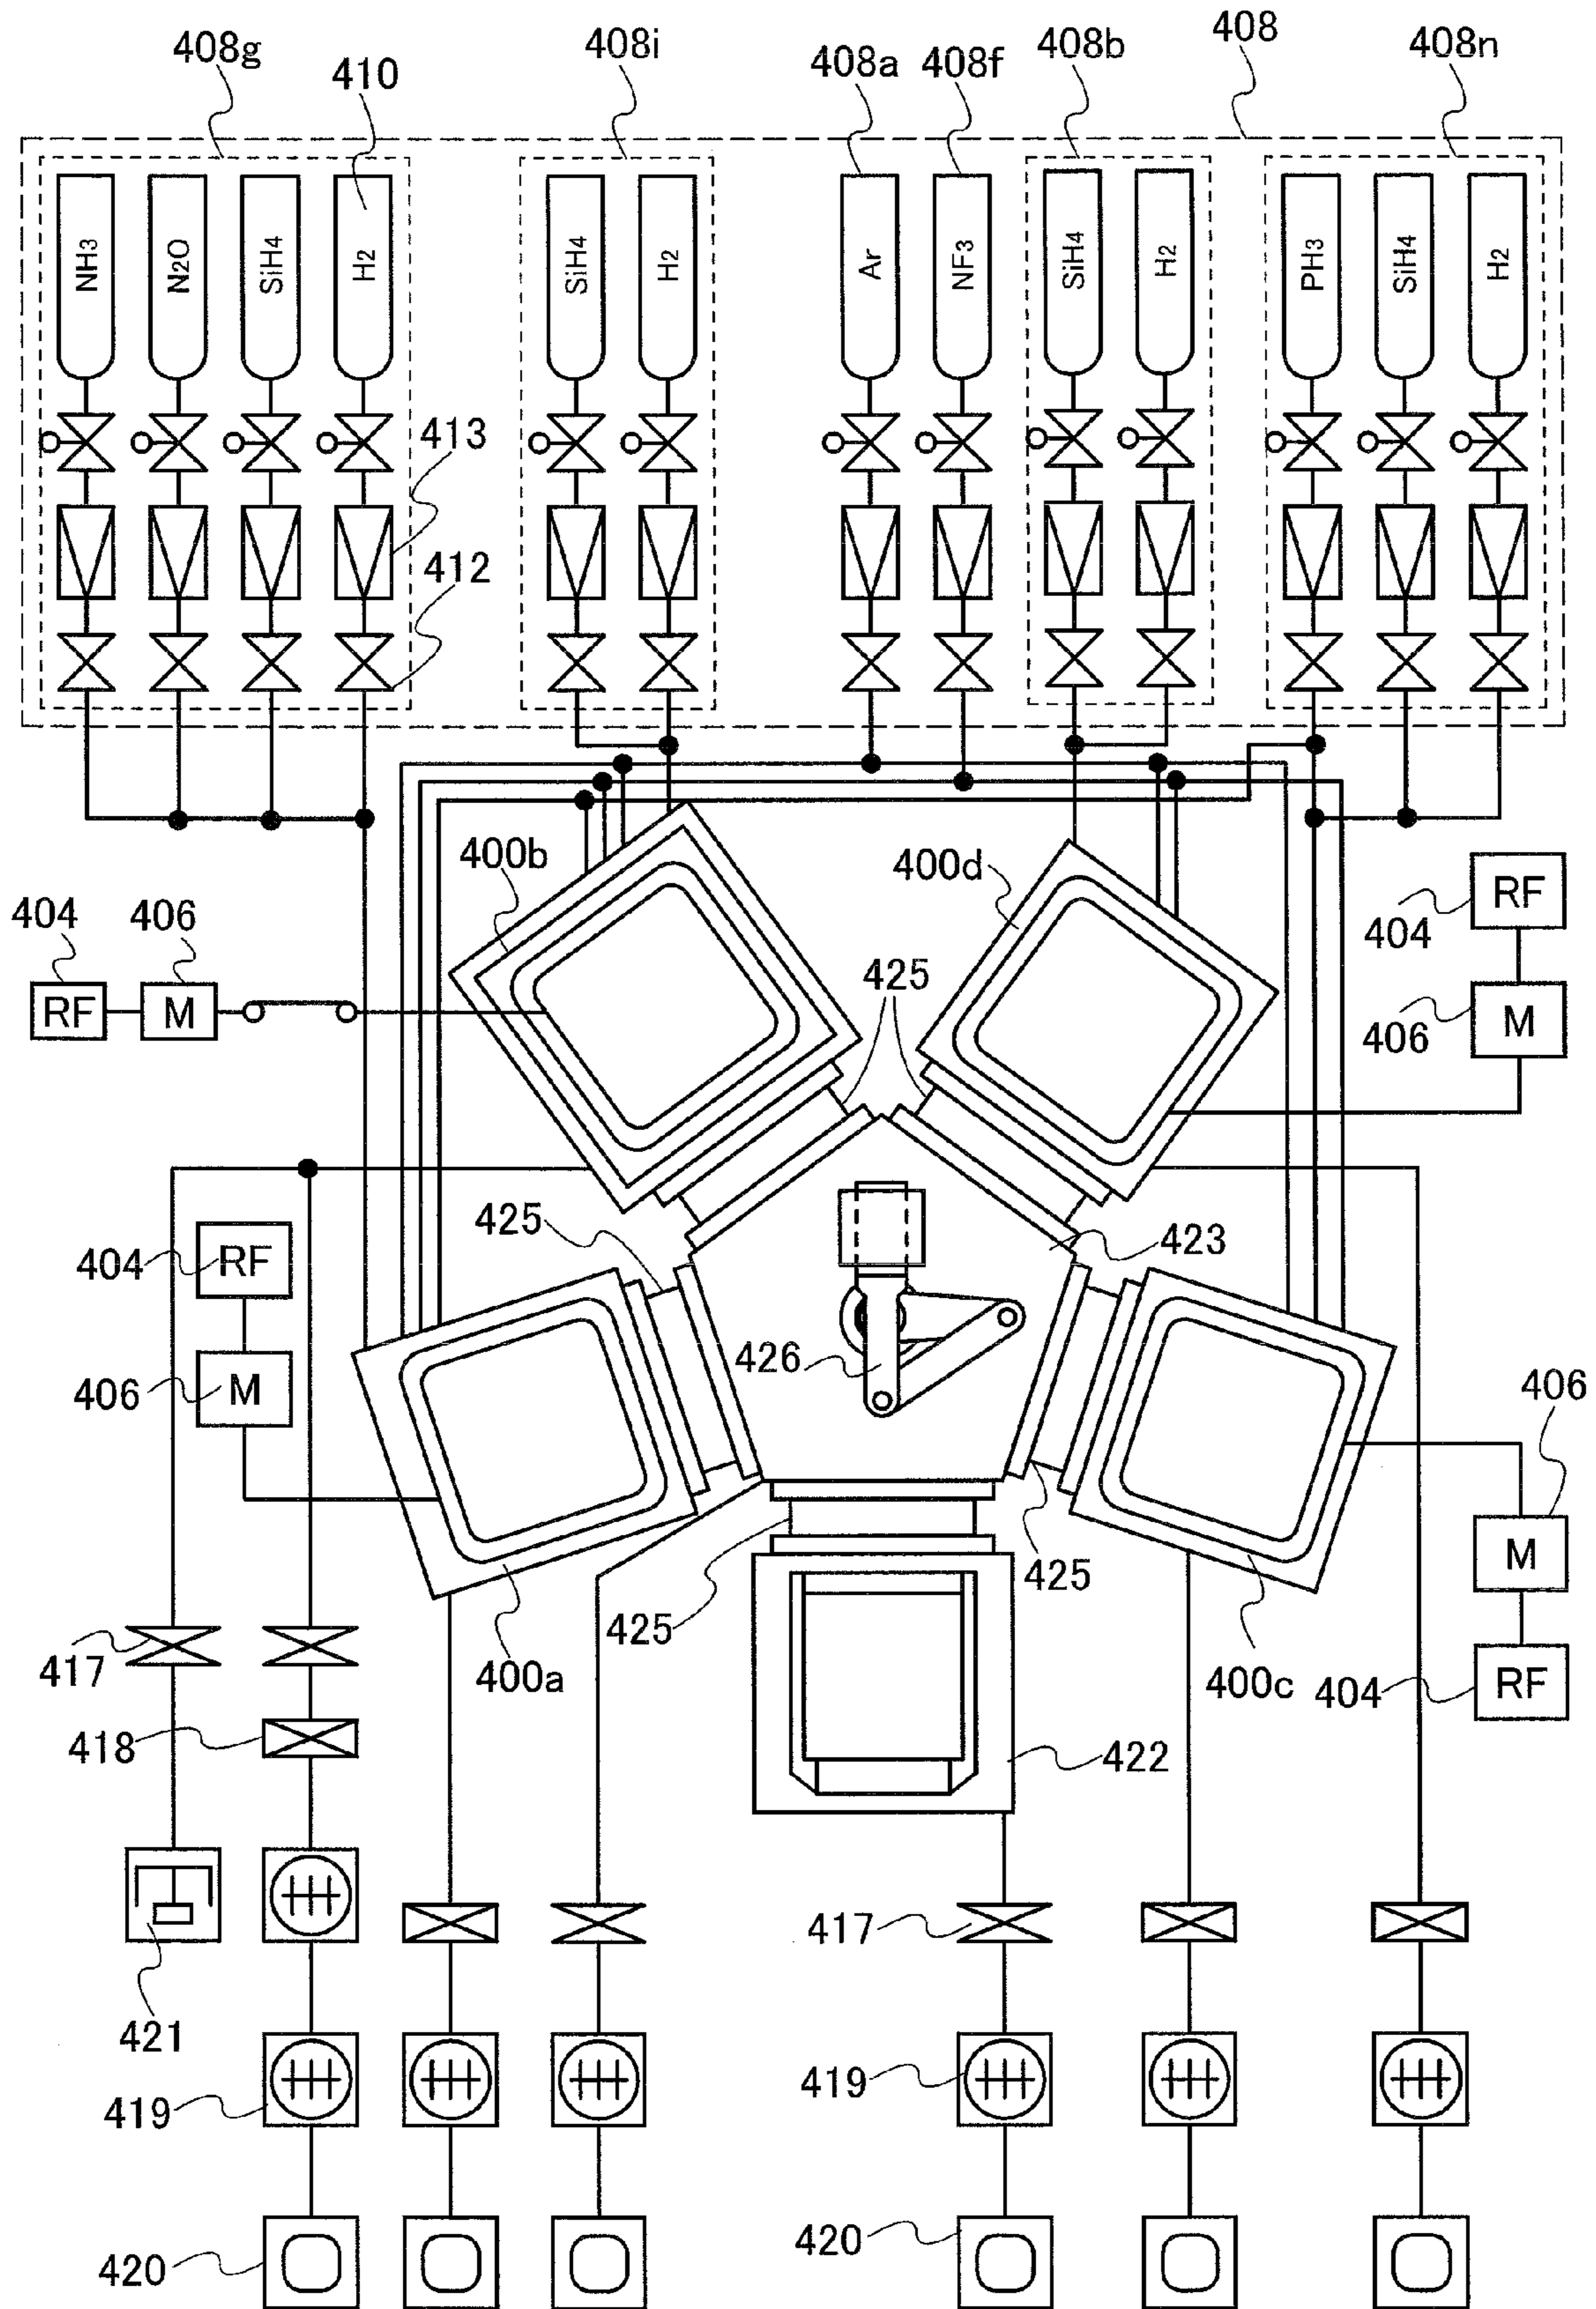 408g
410
408i
408a
408f
408b
408
408n
NH3
N2O
SiH4
H2
SiH4
H2
Ar
NF3
SiH4
H2
PH3
SiH4
H2
413
412
400b
400d
404
406
RF
M
425
RF
404
M
406
425
423
404
RF
406
M
426
406
M
425
425
417
400a
400c
404
RF
418
422
417
421
419
419
420
420